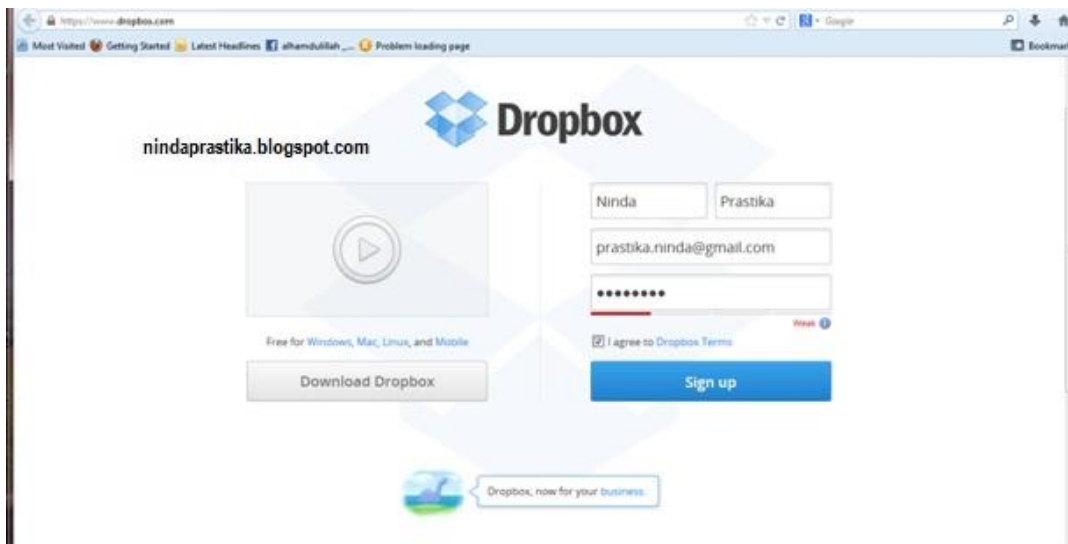 https://www.dropbox.com
Google
Most Visited Getting Started Latest Headlines alhamdulillah ,... Problem loading page
Bookmar
Dropbox
nindaprastika.blogspot.com
Ninda Prastika
prastika.ninda@gmail.com
Weak
Free for Windows, Mac, Linux, and Mobile
I agree to Dropbox Terms
Download Dropbox
Sign up
Dropbox, now for your business.